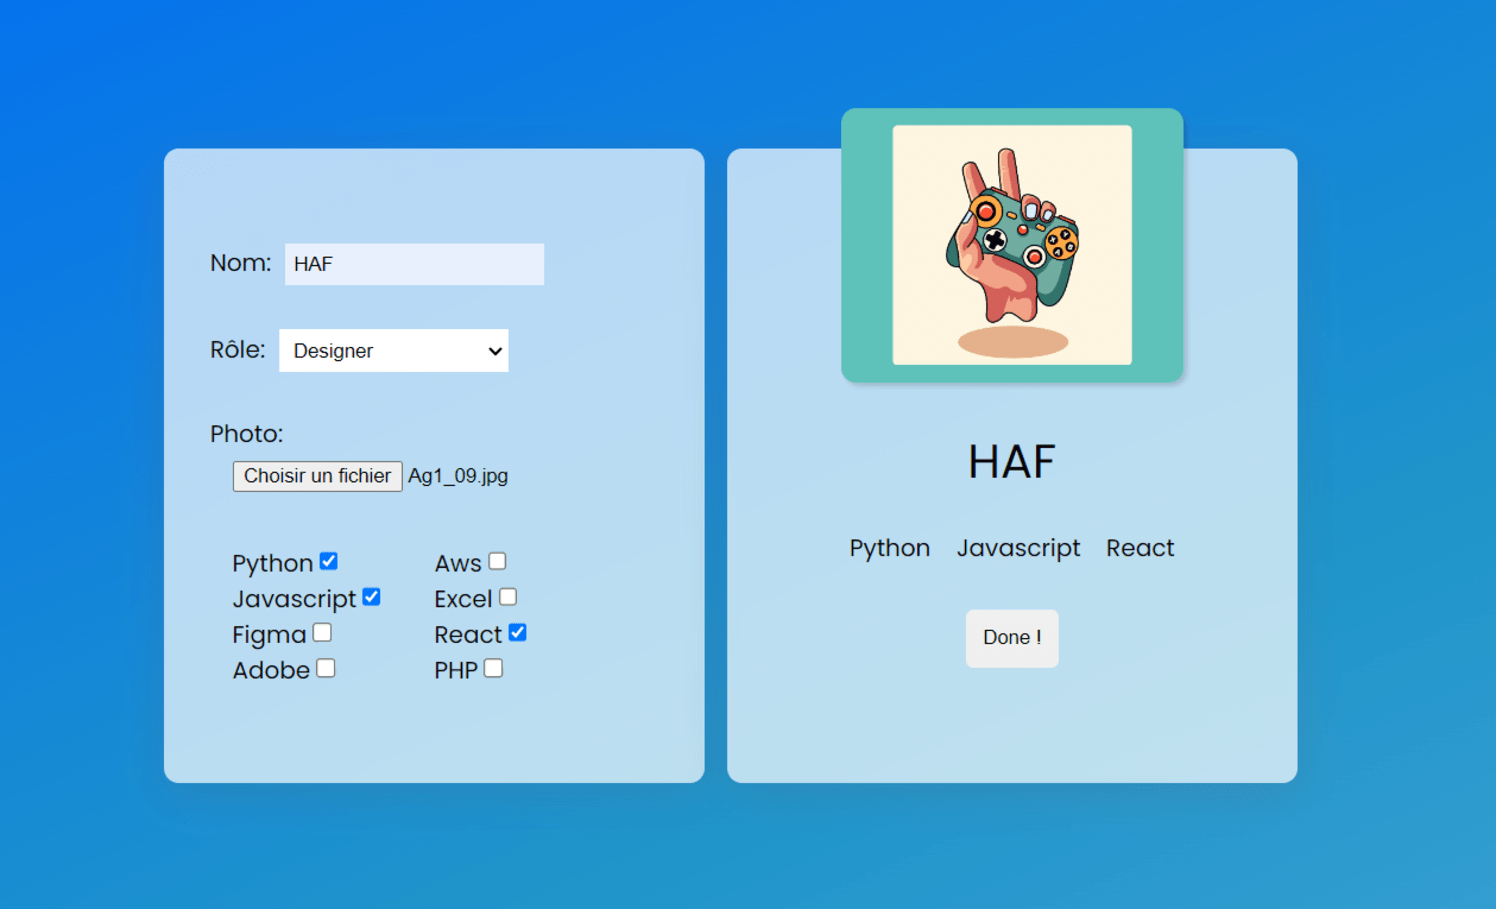 Nom: HAF
Rôle: Designer
Photo:
Choisir un fichier Ag1_09.jpg
Python Aws
Javascript Excel
Figma React
Adobe PHP
HAF
Python Javascript React
Done !